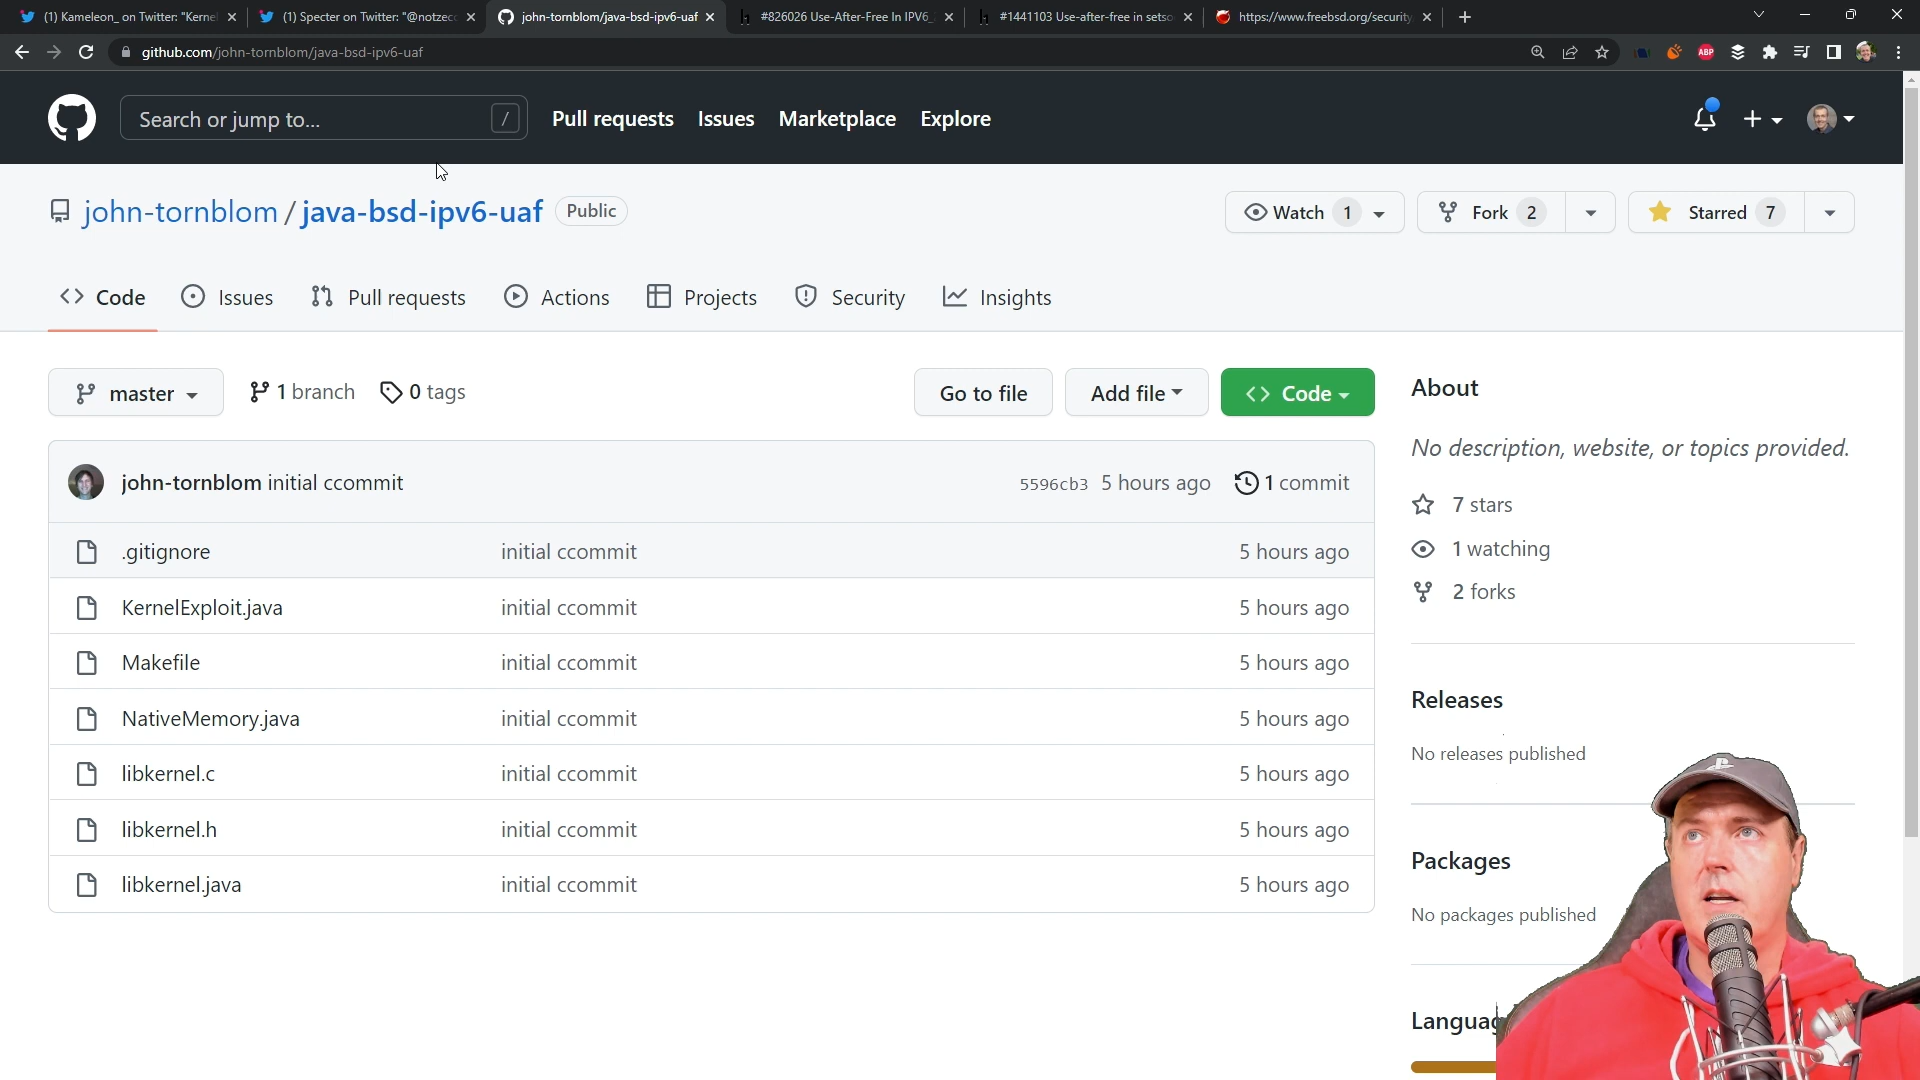 (1) Kameleon_ on Twitter: "Kerne
(1) Specter on Twitter: "@notzec
john-tornblom/java-bsd-ipv6-uaf
#826026 Use-After-Free In IPV6_
#1441103 Use-after-free in setso
https://www.freebsd.org/security
github.com/john-tornblom/java-bsd-ipv6-uaf
ABP
Search or jump to...
/
Pull requests
Issues
Marketplace
Explore
john-tornblom / java-bsd-ipv6-uaf
Public
Watch 1
Fork 2
Starred 7
Code
Issues
Pull requests
Actions
Projects
Security
Insights
master
1 branch
0 tags
Go to file
Add file
Code
About
No description, website, or topics provided.
john-tornblom initial ccommit
5596cb3 5 hours ago
1 commit
7 stars
1 watching
2 forks
.gitignore initial ccommit 5 hours ago
KernelExploit.java initial ccommit 5 hours ago
Makefile initial ccommit 5 hours ago
NativeMemory.java initial ccommit 5 hours ago
libkernel.c initial ccommit 5 hours ago
libkernel.h initial ccommit 5 hours ago
libkernel.java initial ccommit 5 hours ago
Releases
No releases published
Packages
No packages published
Languag